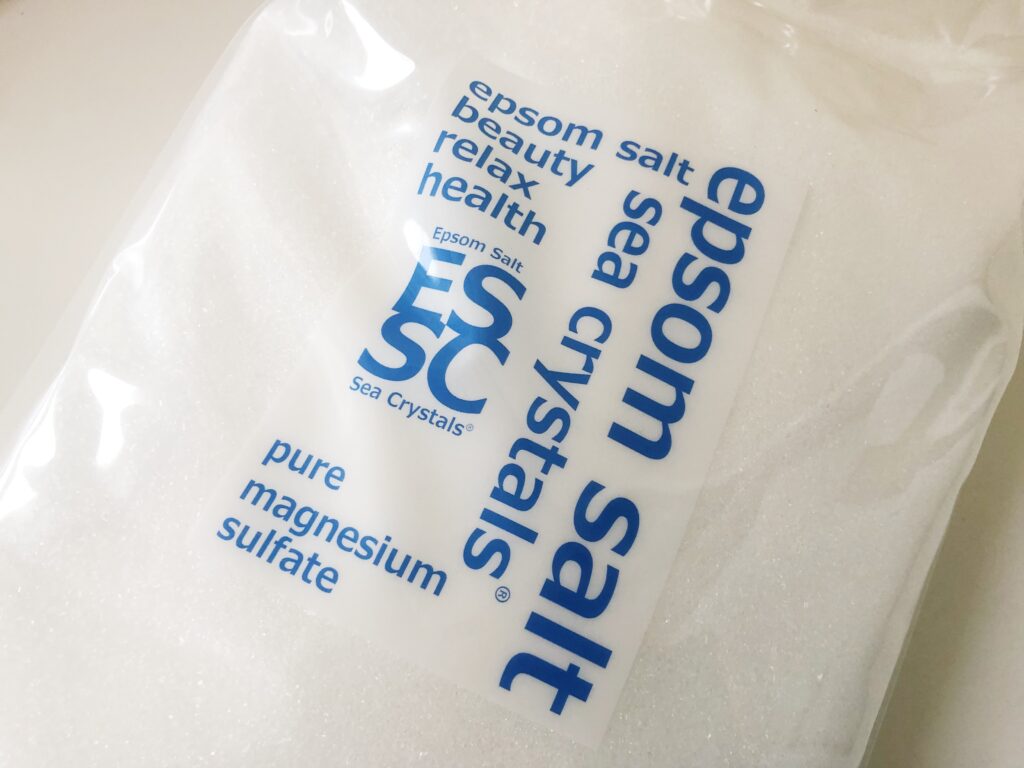 epsom salt
beauty
relax
health
Epsom Salt
ES
SC
Sea Crystals®
pure
magnesium
sulfate
epsom salt
sea crystals®